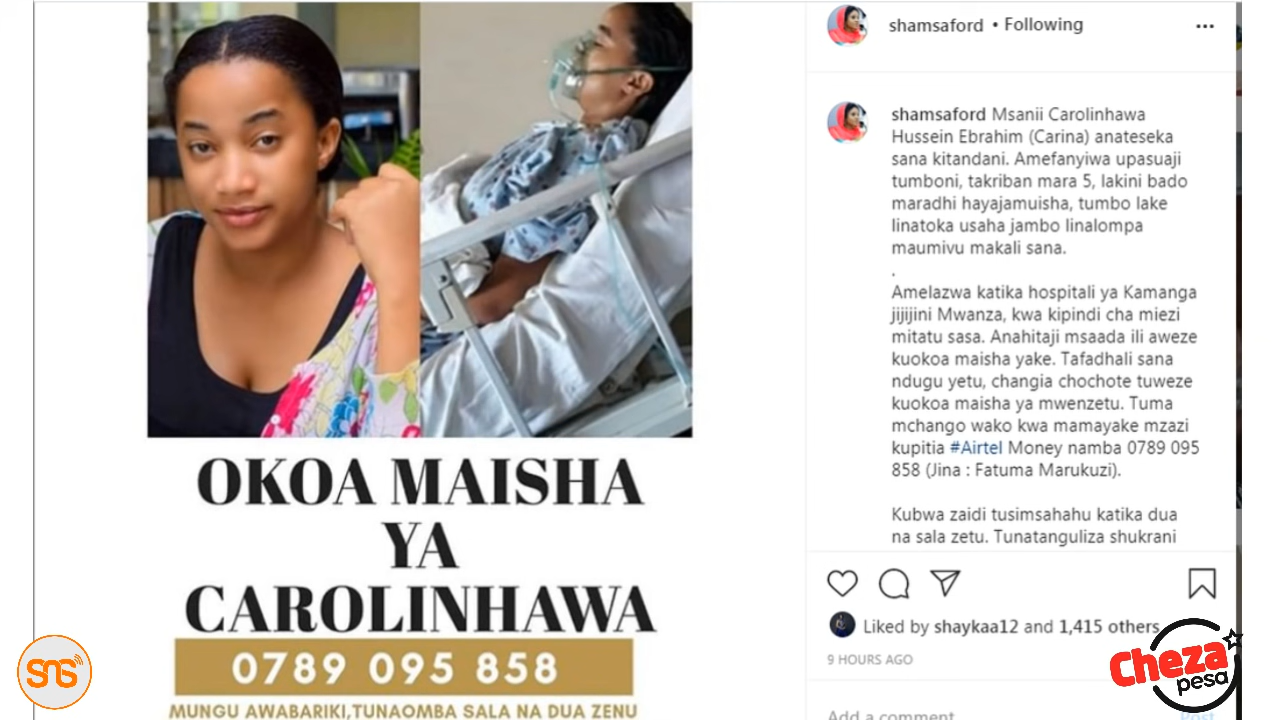 OKOA MAISHA
YA
CAROLINHAWA
0789 095 858
MUNGU AWABARIKI,TUNAOMBA SALA NA DUA ZENU
SNS
shamsaford • Following
shamsaford Msanii Carolinhawa
Hussein Ebrahim (Carina) anateseka
sana kitandani. Amefanyiwa upasuaji
tumboni, takriban mara 5, lakini bado
maradhi hayajamuisha, tumbo lake
linatoka usaha jambo linalompa
maumivu makali sana.
.
Amelazwa katika hospitali ya Kamanga
jijijini Mwanza, kwa kipindi cha miezi
mitatu sasa. Anahitaji msaada ili aweze
kuokoa maisha yake. Tafadhali sana
ndugu yetu, changia chochote tuweze
kuokoa maisha ya mwenzetu. Tuma
mchango wako kwa mamayake mzazi
kupitia #Airtel Money namba 0789 095
858 (Jina : Fatuma Marukuzi).
Kubwa zaidi tusimsahahu katika dua
na sala zetu. Tunatanguliza shukrani
Liked by shaykaa12 and 1,415 others
9 HOURS AGO
Add a comment
Post
Cheza
pesa